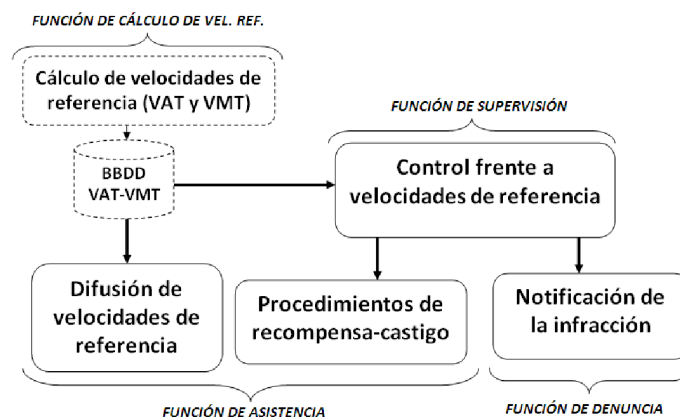 FUNCIÓN DE CÁLCULO DE VEL. REF.
Cálculo de velocidades de
referencia (VAT y VMT)
FUNCIÓN DE SUPERVISIÓN
BBDD
VAT-VMT
Control frente a
velocidades de referencia
Difusión de
velocidades de
referencia
Procedimientos de
recompensa-castigo
Notificación de
la infracción
FUNCIÓN DE ASISTENCIA
FUNCIÓN DE DENUNCIA